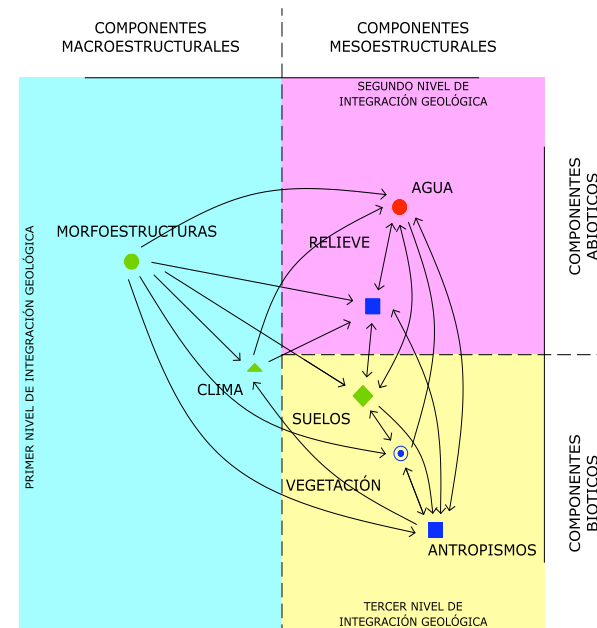 COMPONENTES
MACROESTRUCTURALES
COMPONENTES
MESOESTRUCTURALES
SEGUNDO NIVEL DE
INTEGRACIÓN GEOLÓGICA
AGUA
MORFOESTRUCTURAS
RELIEVE
COMPONENTES
ABIOTICOS
PRIMER NIVEL DE INTEGRACIÓN GEOLÓGICA
CLIMA
SUELOS
VEGETACIÓN
COMPONENTES
BIOTICOS
ANTROPISMOS
TERCER NIVEL DE
INTEGRACIÓN GEOLÓGICA